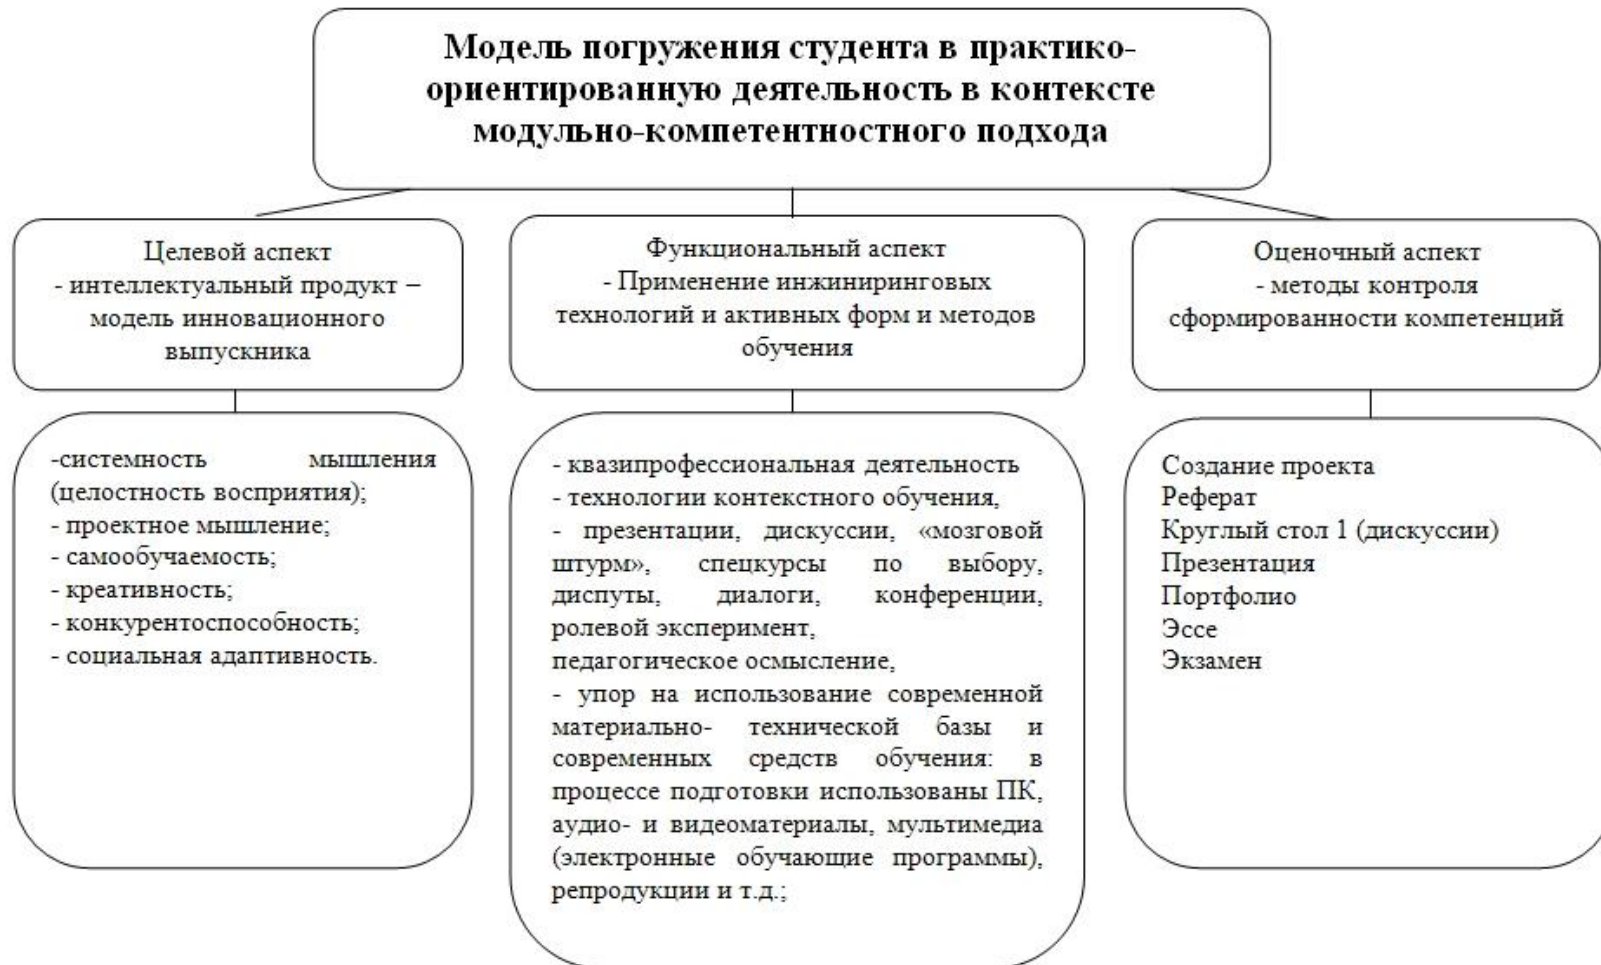 Модель погружения студента в практико-
ориентированную деятельность в контексте
модульно-компетентностного подхода
Целевой аспект
- интеллектуальный продукт –
модель инновационного
выпускника
Функциональный аспект
- Применение инжиниринговых
технологий и активных форм и методов
обучения
Оценочный аспект
- методы контроля
сформированности компетенций
-системность мышления
(целостность восприятия);
- проектное мышление;
- самообучаемость;
- креативность;
- конкурентоспособность;
- социальная адаптивность.
- квазипрофессиональная деятельность
- технологии контекстного обучения,
- презентации, дискуссии, «мозговой
штурм», спецкурсы по выбору,
диспуты, диалоги, конференции,
ролевой эксперимент,
педагогическое осмысление,
- упор на использование современной
материально- технической базы и
современных средств обучения: в
процессе подготовки использованы ПК,
аудио- и видеоматериалы, мультимедиа
(электронные обучающие программы),
репродукции и т.д.;
Создание проекта
Реферат
Круглый стол 1 (дискуссии)
Презентация
Портфолио
Эссе
Экзамен